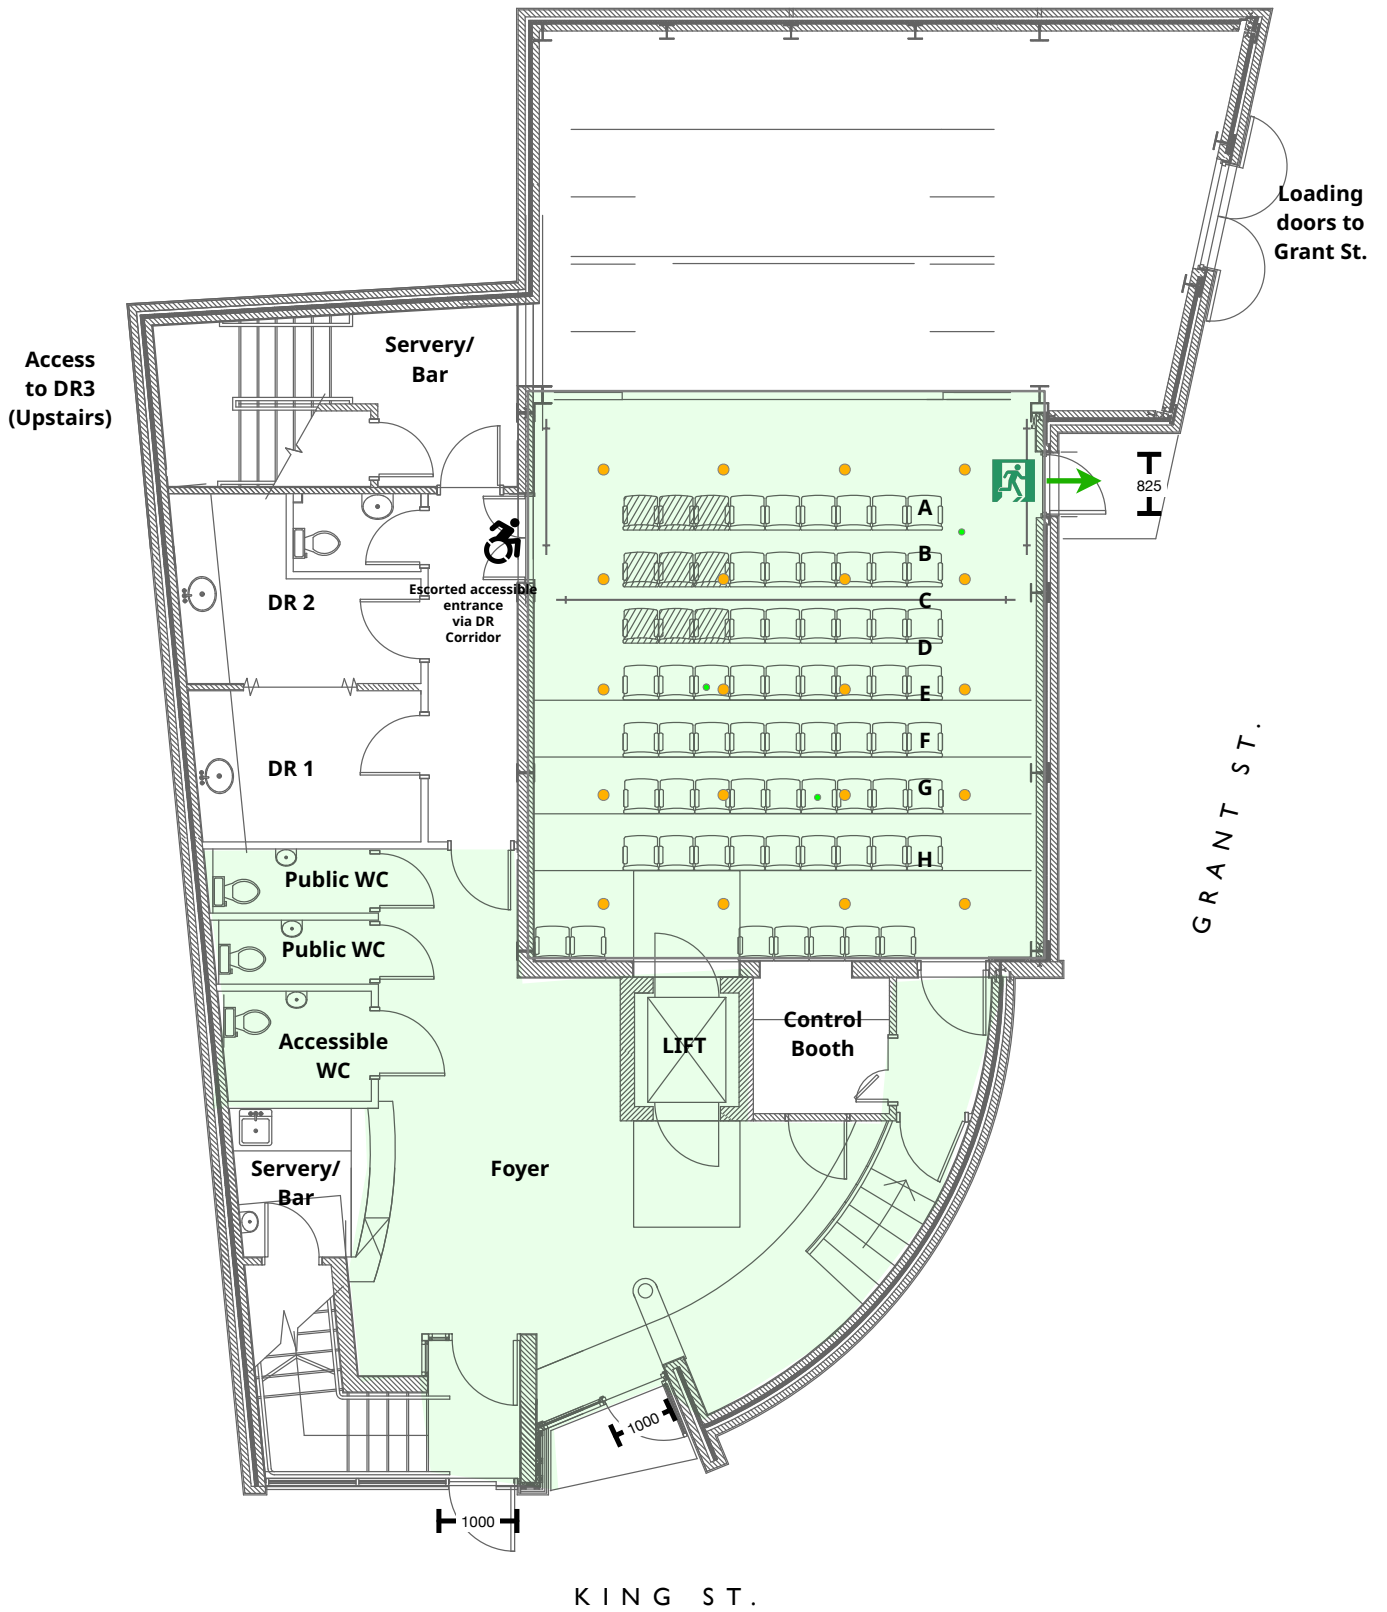 Loading
doors to
Grant St.
Servery/
Bar
Access
to DR3
(Upstairs)
825
A
B
Escorted accessible
entrance
via DR
Corridor
DR 2
C
D
E
F
DR 1
G
H
GRANT ST.
Public WC
Public WC
Accessible
WC
Control
Booth
LIFT
Servery/
Bar
Foyer
1000
1000
KING ST.